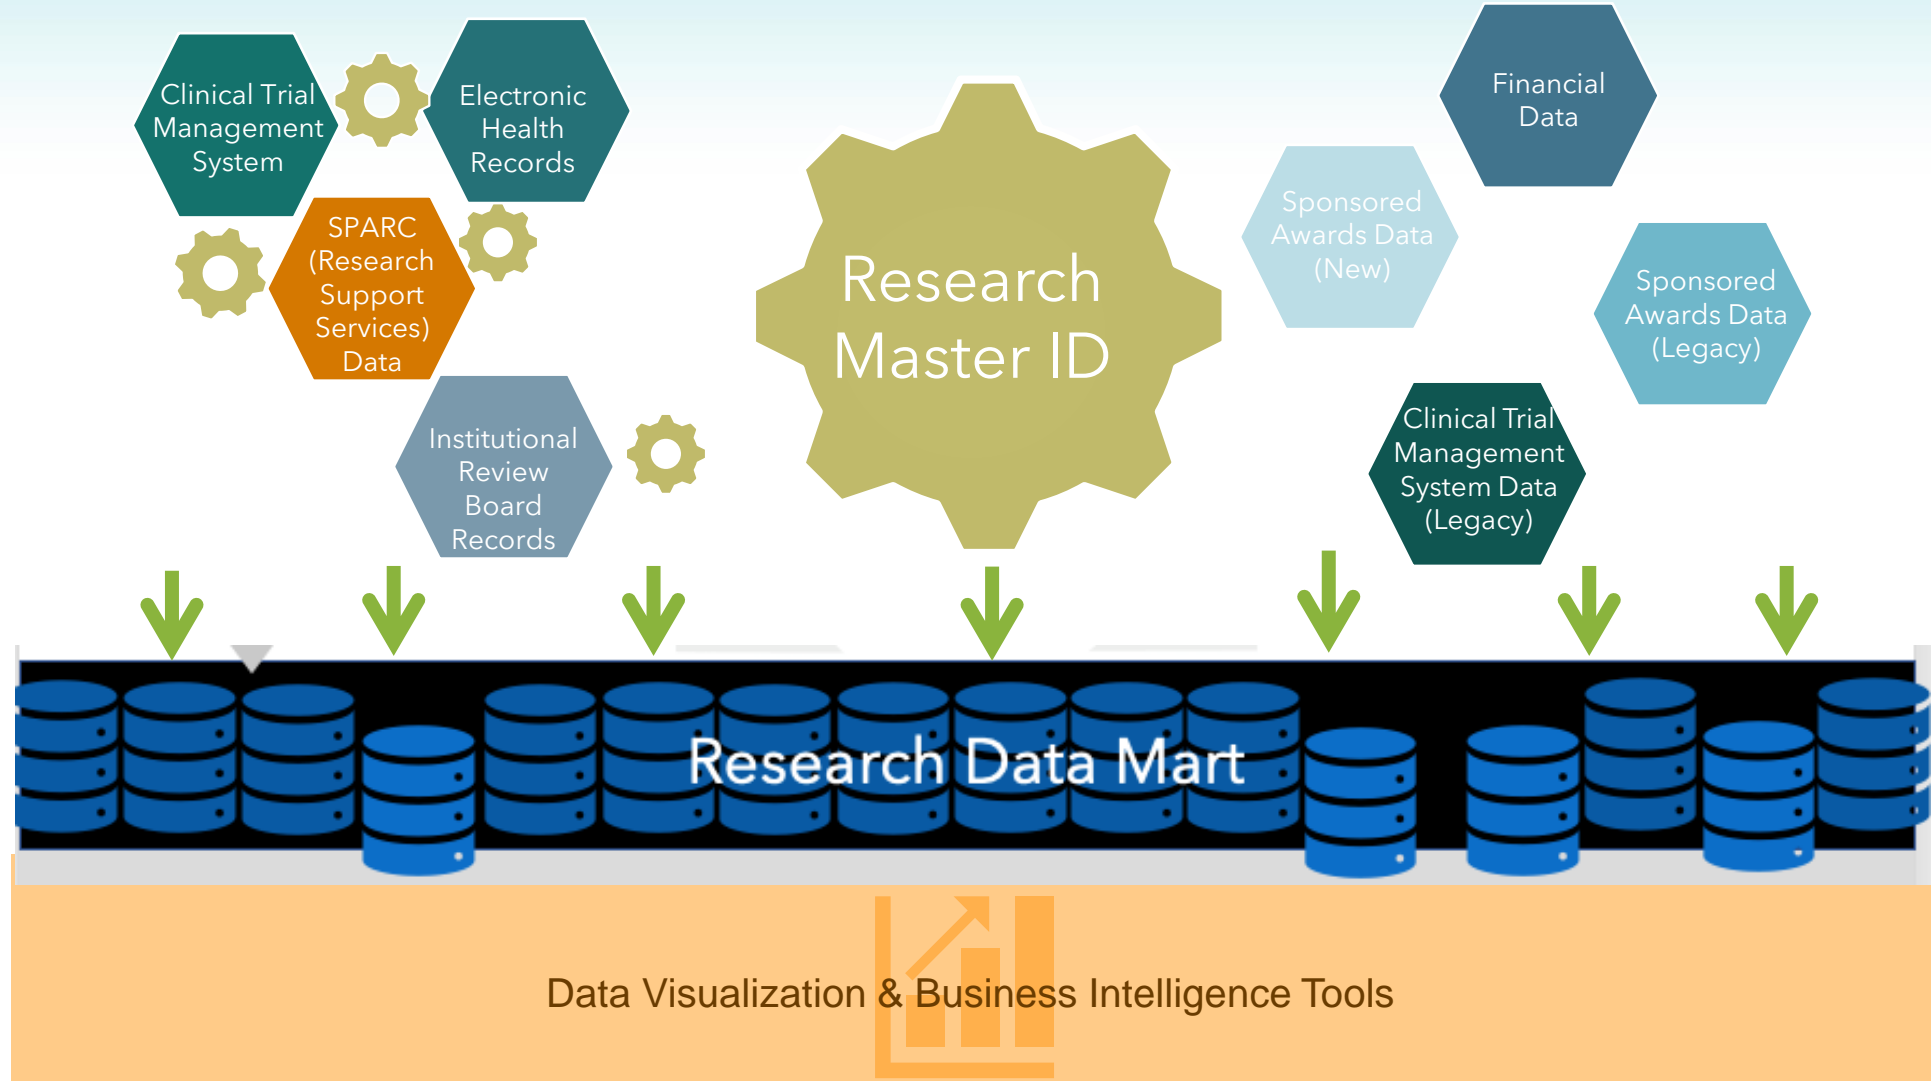 Clinical Trial
Management
System
Electronic
Health
Records
SPARC
(Research
Support
Services)
Data
Institutional
Review
Board
Records
Research
Master ID
Financial
Data
Sponsored
Awards Data
(New)
Sponsored
Awards Data
(Legacy)
Clinical Trial
Management
System Data
(Legacy)
Research Data Mart
Data Visualization & Business Intelligence Tools